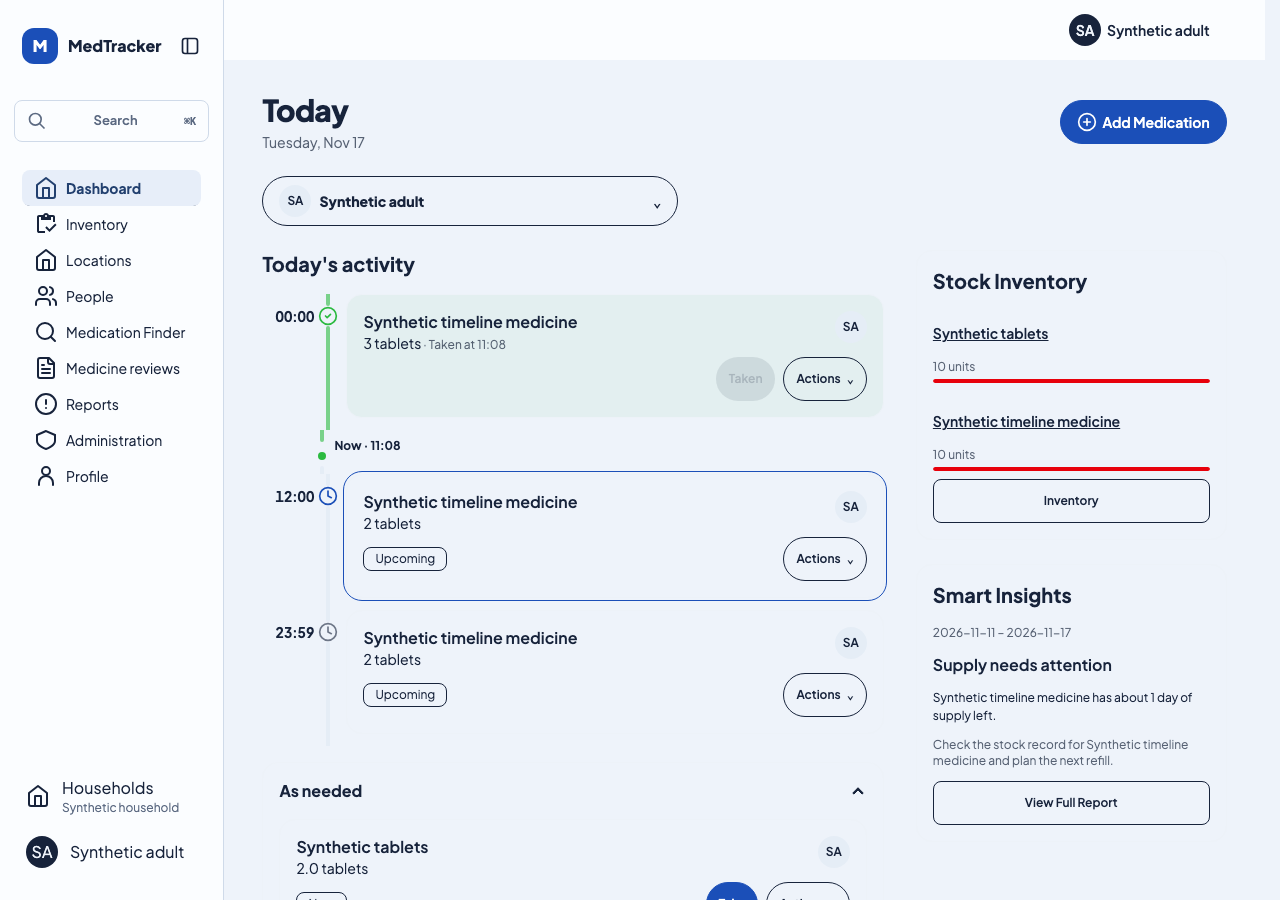 M MedTracker
Search ⌘K
Dashboard
Inventory
Locations
People
Medication Finder
Medicine reviews
Reports
Administration
Profile
Households
Synthetic household
SA Synthetic adult
SA Synthetic adult
Today
Tuesday, Nov 17
Add Medication
SA Synthetic adult
Today's activity
00:00
Synthetic timeline medicine
SA
3 tablets · Taken at 11:08
Taken
Actions
Now · 11:08
12:00
Synthetic timeline medicine
SA
2 tablets
Upcoming
Actions
23:59
Synthetic timeline medicine
SA
2 tablets
Upcoming
Actions
As needed
Synthetic tablets
SA
2.0 tablets
Stock Inventory
Synthetic tablets
10 units
Synthetic timeline medicine
10 units
Inventory
Smart Insights
2026-11-11 – 2026-11-17
Supply needs attention
Synthetic timeline medicine has about 1 day of
supply left.
Check the stock record for Synthetic timeline
medicine and plan the next refill.
View Full Report